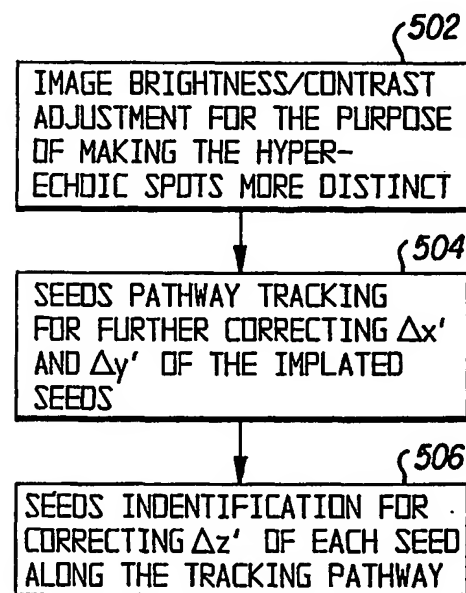 502
IMAGE BRIGHTNESS/CONTRAST
ADJUSTMENT FOR THE PURPOSE
OF MAKING THE HYPER-
ECHOIC SPOTS MORE DISTINCT
504
SEEDS PATHWAY TRACKING
FOR FURTHER CORRECTING Δx'
AND Δy' OF THE IMPLATED
SEEDS
506
SEEDS INDENTIFICATION FOR
CORRECTING Δz' OF EACH SEED
ALONG THE TRACKING PATHWAY